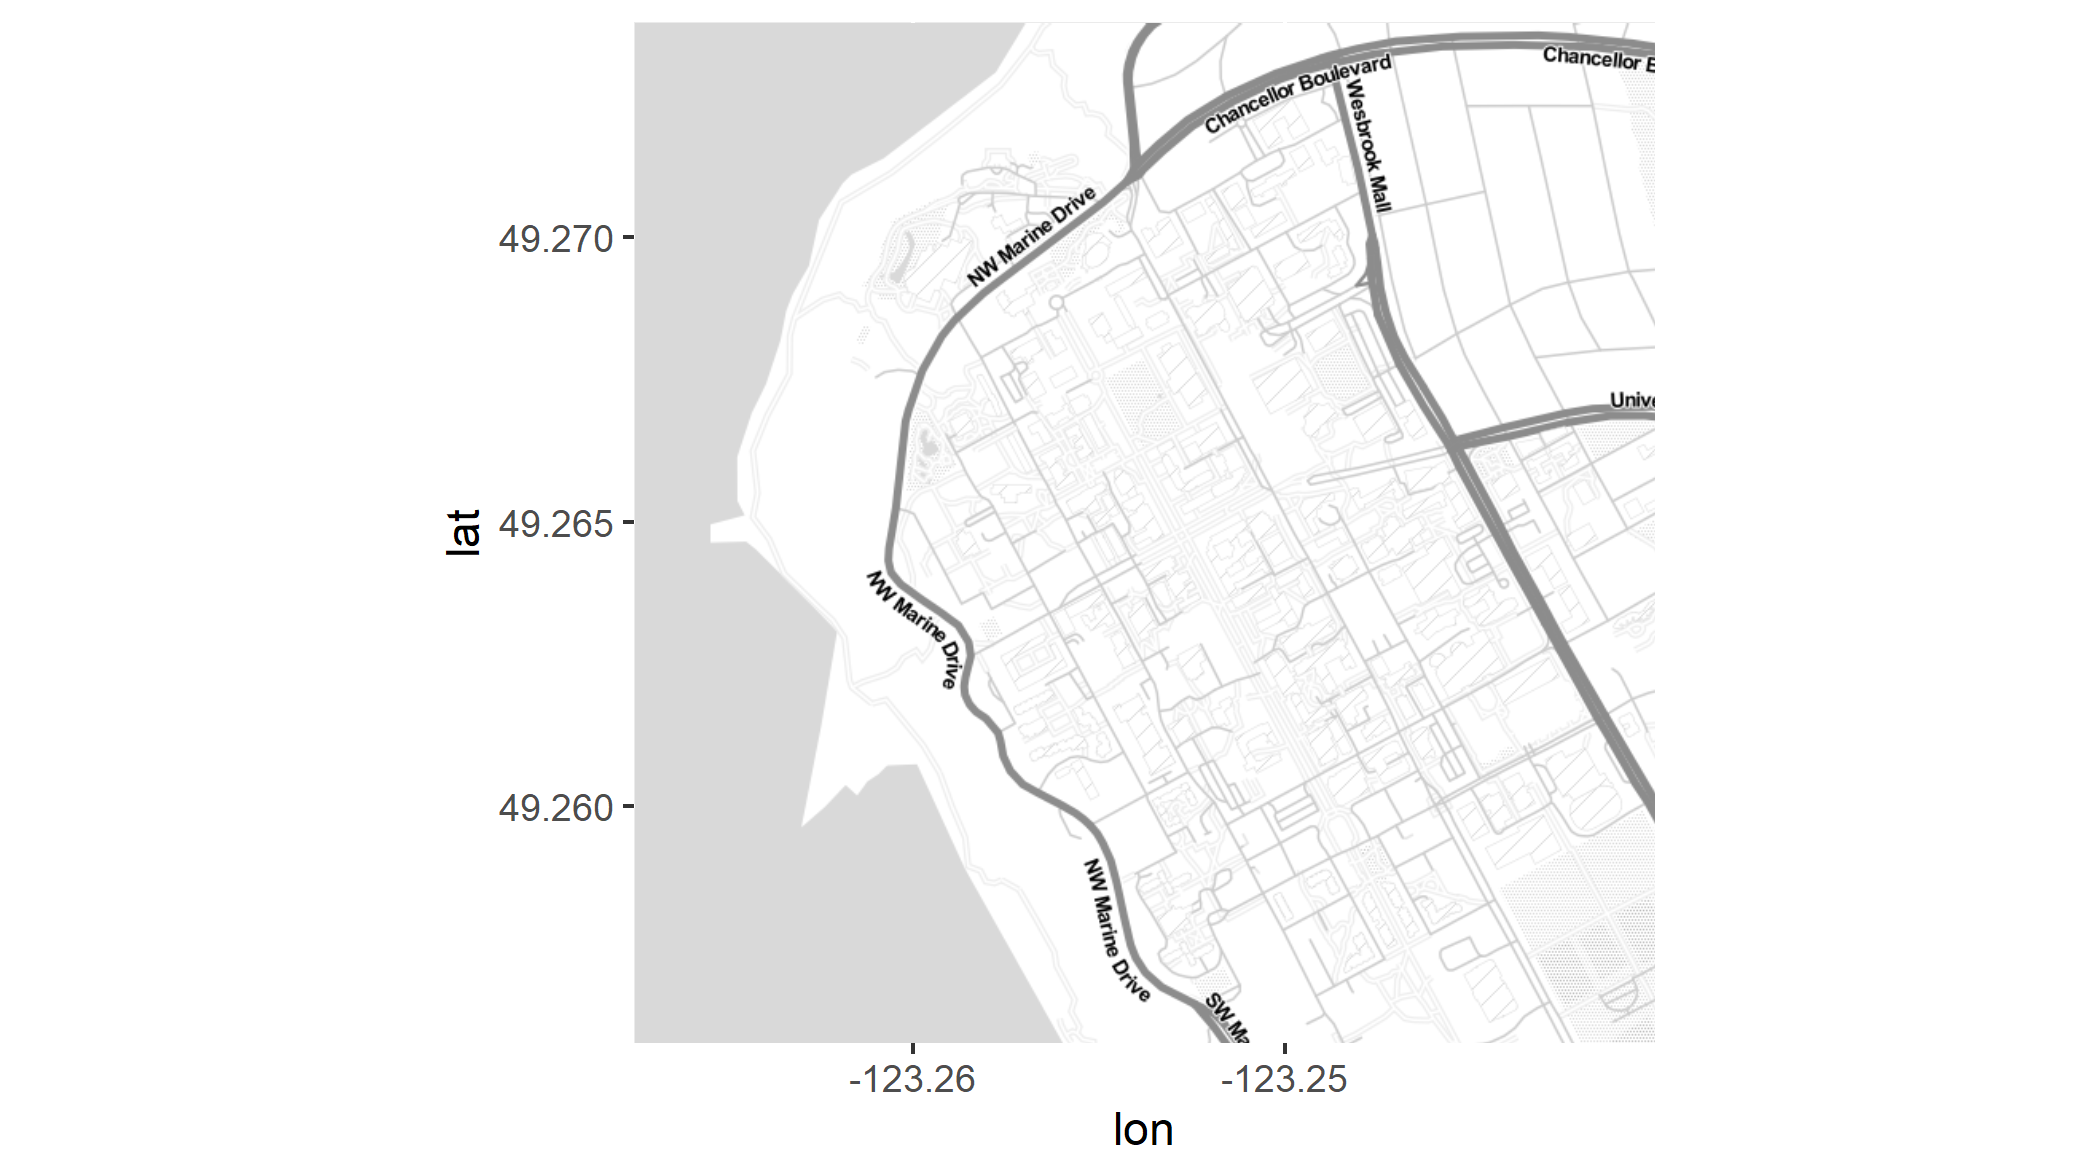 Chancellor B
Chancellor Boulevard
Wesbrook Mall
NW Marine Drive
Unive
NW Marine Drive
NW Marine Drive
SW Ma
49.270
49.265
49.260
lat
-123.26
-123.25
lon